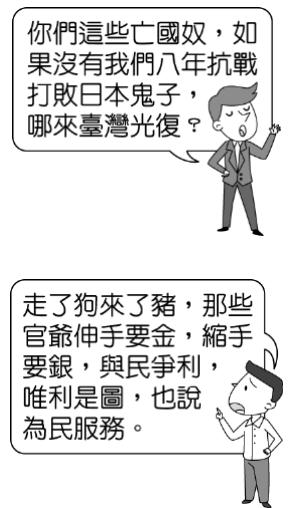 你們這些亡國奴，如
果沒有我們八年抗戰
打敗日本鬼子，
哪來臺灣光復？
走了狗來了豬，那些
官爺伸手要金，縮手
要銀，與民爭利，
唯利是圖，也說
為民服務。